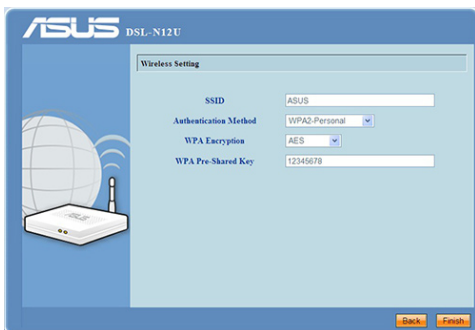 ASUS DSL-N12U
Wireless Setting
SSID ASUS
Authentication Method WPA2-Personal
WPA Encryption AES
WPA Pre-Shared Key 12345678
Back Finish